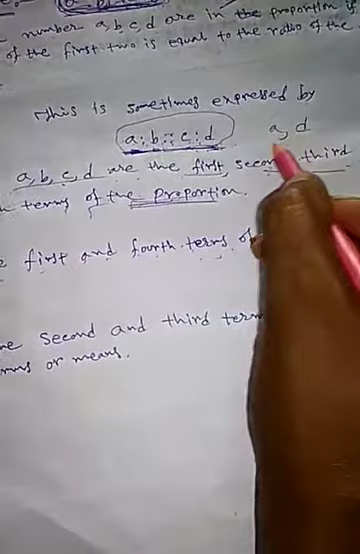 number a, b, c, d are in the proportion if
of the first two is equal to the ratio of the
This is sometimes expressed by
a : b :: c : d a, d
a, b, c, d are the first, second third
terms of the proportion.
first and fourth terms of
second and third term
or means.